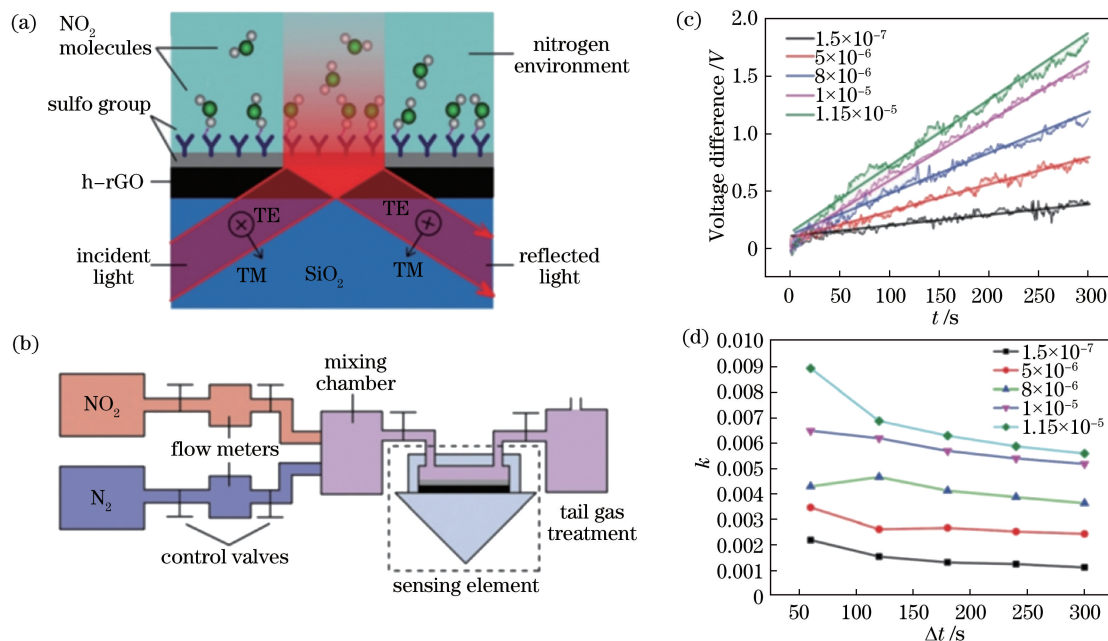 (a)
NO₂
molecules
nitrogen
environment
sulfo group
h-rGO
TE
TE
incident
light
TM
SiO₂
TM
reflected
light
(b)
mixing
chamber
NO₂
flow meters
N₂
control valves
sensing element
tail gas
treatment
(c)
Voltage difference /V
2.0
1.5
1.0
0.5
0
1.5×10⁻⁷
5×10⁻⁶
8×10⁻⁶
1×10⁻⁵
1.15×10⁻⁵
0 50 100 150 200 250 300
t /s
(d)
k
0.010
0.009
0.008
0.007
0.006
0.005
0.004
0.003
0.002
0.001
0
1.5×10⁻⁷
5×10⁻⁶
8×10⁻⁶
1×10⁻⁵
1.15×10⁻⁵
50 100 150 200 250 300
Δt /s